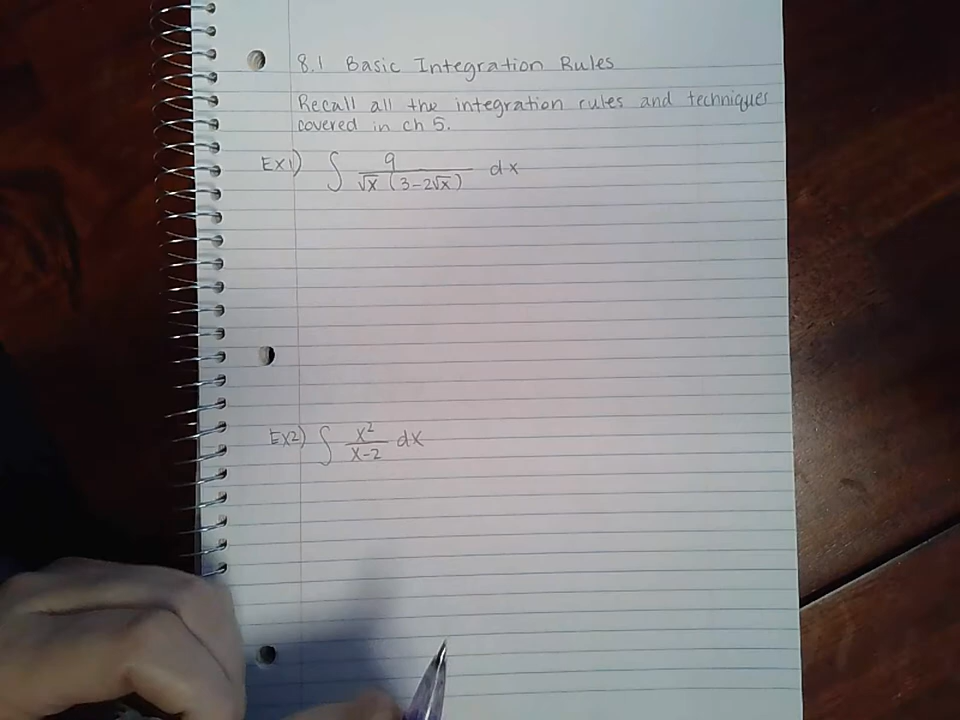 8.1 Basic Integration Rules
Recall all the integration rules and techniques
covered in ch 5.
Ex1) ∫ 9/(√x (3-2√x)) dx
Ex2) ∫ x²/(x-2) dx